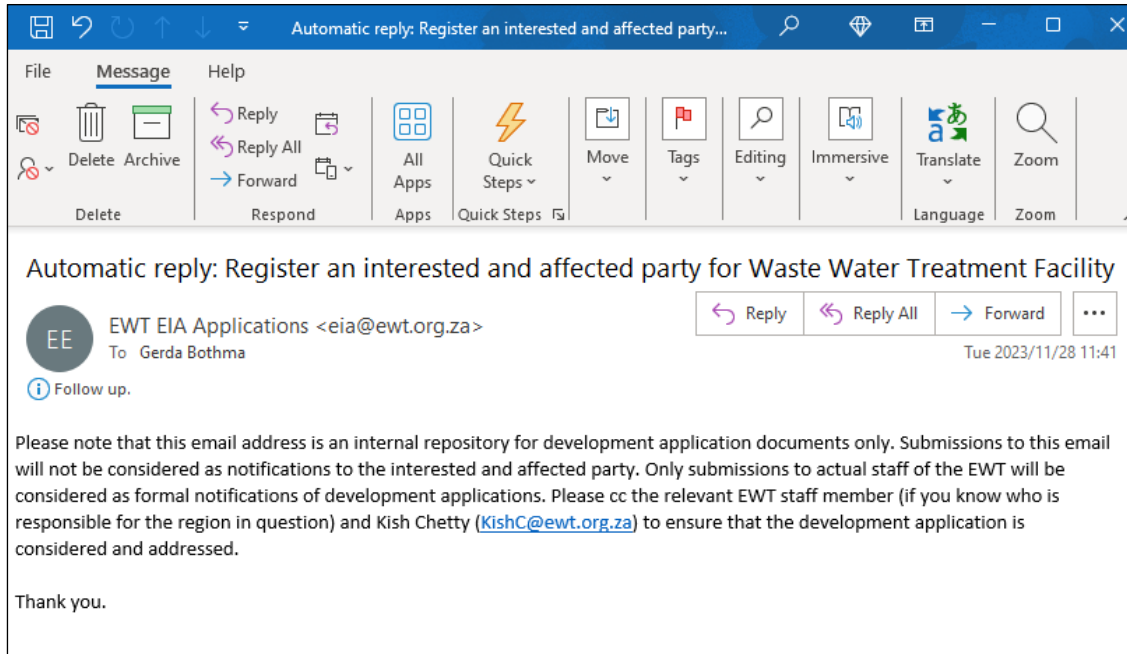 Automatic reply: Register an interested and affected party...
File Message Help
Delete Archive
Reply
Reply All
Forward
All Apps
Quick Steps
Move
Tags
Editing
Immersive
a あ
Translate
Zoom
Delete Respond Apps Quick Steps Language Zoom
Automatic reply: Register an interested and affected party for Waste Water Treatment Facility
EE
EWT EIA Applications <eia@ewt.org.za>
To Gerda Bothma
Reply Reply All Forward ...
Tue 2023/11/28 11:41
Follow up.
Please note that this email address is an internal repository for development application documents only. Submissions to this email
will not be considered as notifications to the interested and affected party. Only submissions to actual staff of the EWT will be
considered as formal notifications of development applications. Please cc the relevant EWT staff member (if you know who is
responsible for the region in question) and Kish Chetty (KishC@ewt.org.za) to ensure that the development application is
considered and addressed.
Thank you.